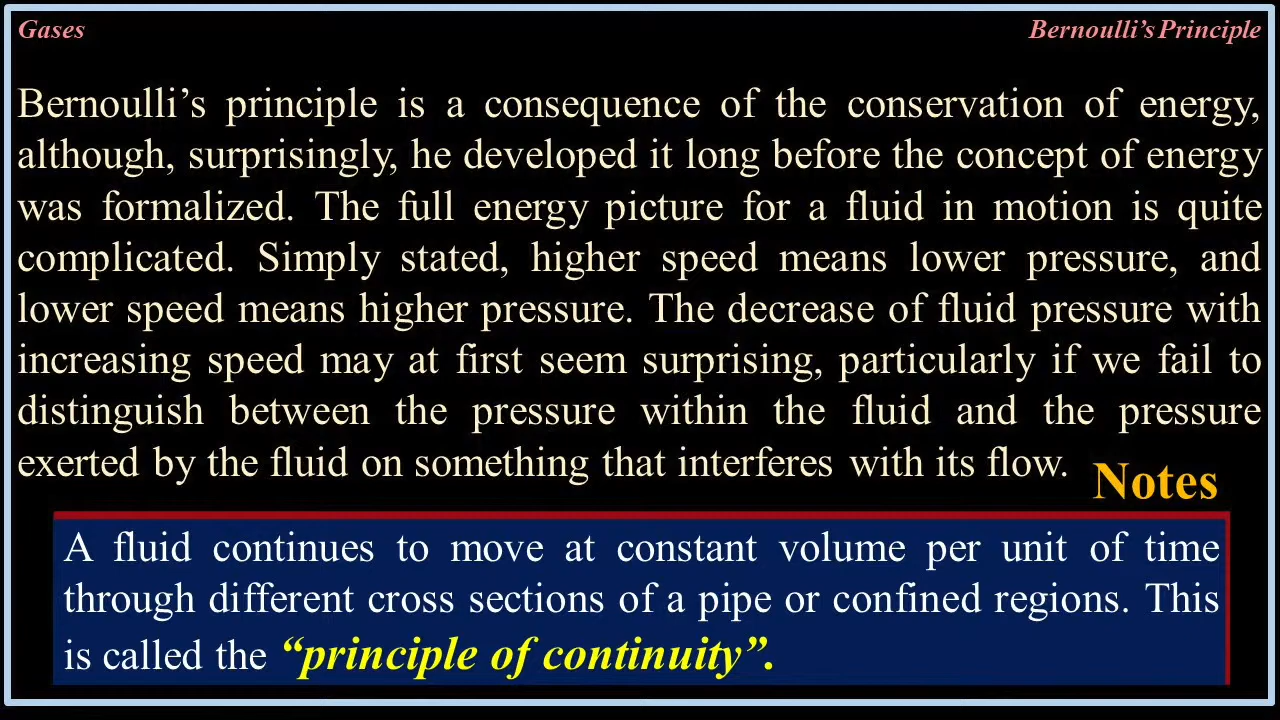 Gases
Bernoulli’s Principle
Bernoulli’s principle is a consequence of the conservation of energy,
although, surprisingly, he developed it long before the concept of energy
was formalized. The full energy picture for a fluid in motion is quite
complicated. Simply stated, higher speed means lower pressure, and
lower speed means higher pressure. The decrease of fluid pressure with
increasing speed may at first seem surprising, particularly if we fail to
distinguish between the pressure within the fluid and the pressure
exerted by the fluid on something that interferes with its flow.
Notes
A fluid continues to move at constant volume per unit of time
through different cross sections of a pipe or confined regions. This
is called the “principle of continuity”.